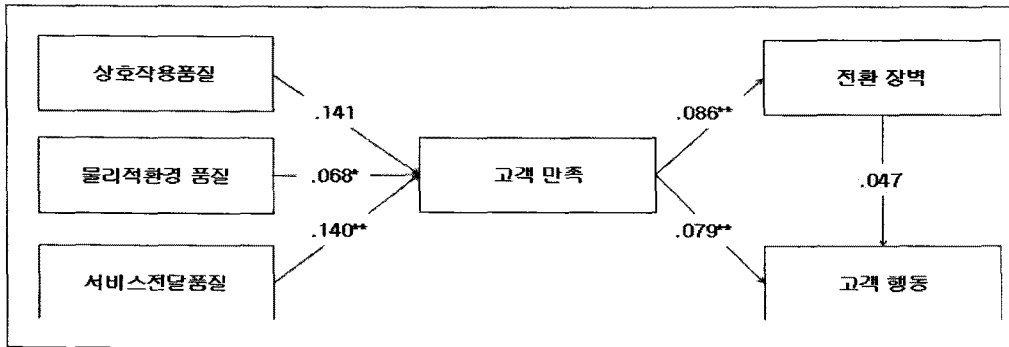 상호작용품질
전환 장벽
.141
.086**
물리적환경 품질
.068*
고객 만족
.047
.140**
.079**
서비스전달품질
고객 행동